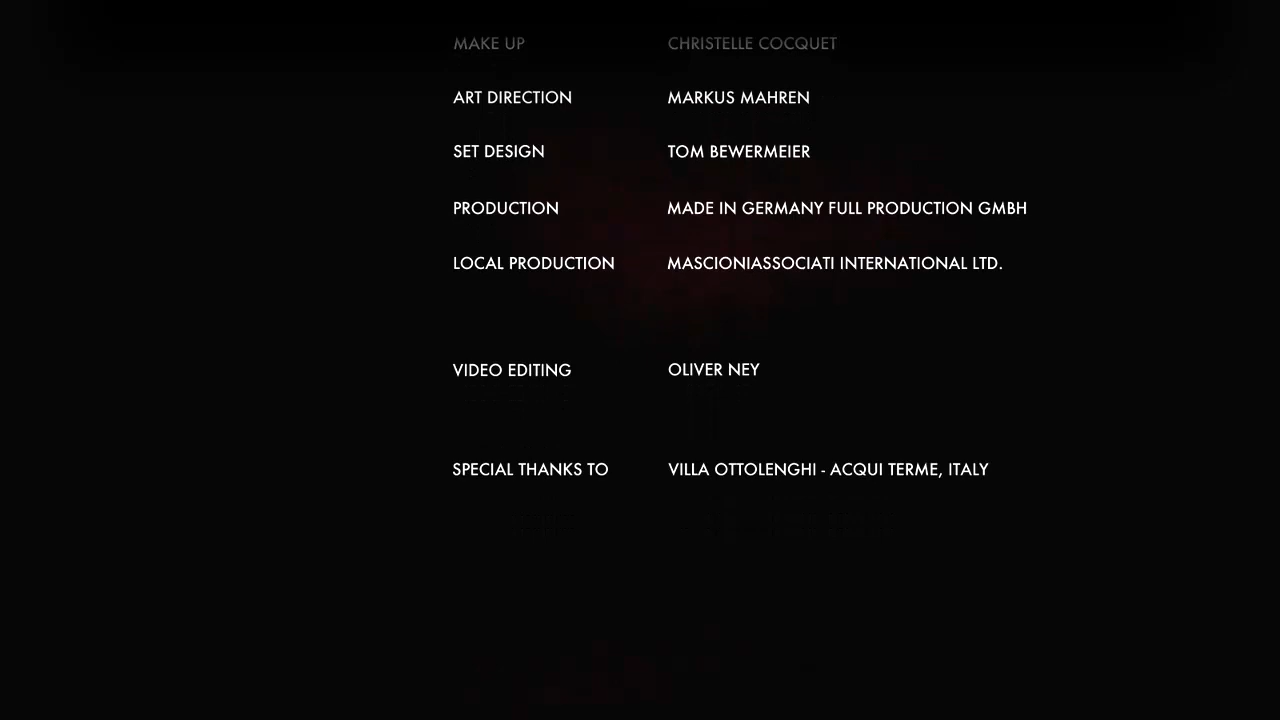 MAKE UP CHRISTELLE COCQUET
ART DIRECTION MARKUS MAHREN
SET DESIGN TOM BEWERMEIER
PRODUCTION MADE IN GERMANY FULL PRODUCTION GMBH
LOCAL PRODUCTION MASCIONIASSOCIATI INTERNATIONAL LTD.
VIDEO EDITING OLIVER NEY
SPECIAL THANKS TO VILLA OTTOLENGHI - ACQUI TERME, ITALY